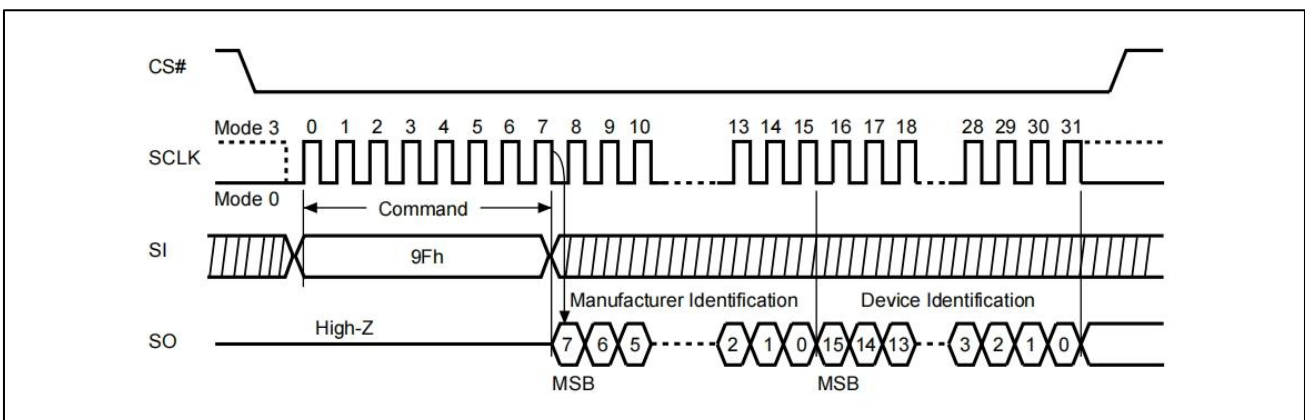 CS#
Mode 3 0 1 2 3 4 5 6 7 8 9 10 13 14 15 16 17 18 28 29 30 31
SCLK
Mode 0
Command
SI 9Fh
Manufacturer Identification Device Identification
High-Z
SO 7 6 5 2 1 0 15 14 13 3 2 1 0
MSB MSB